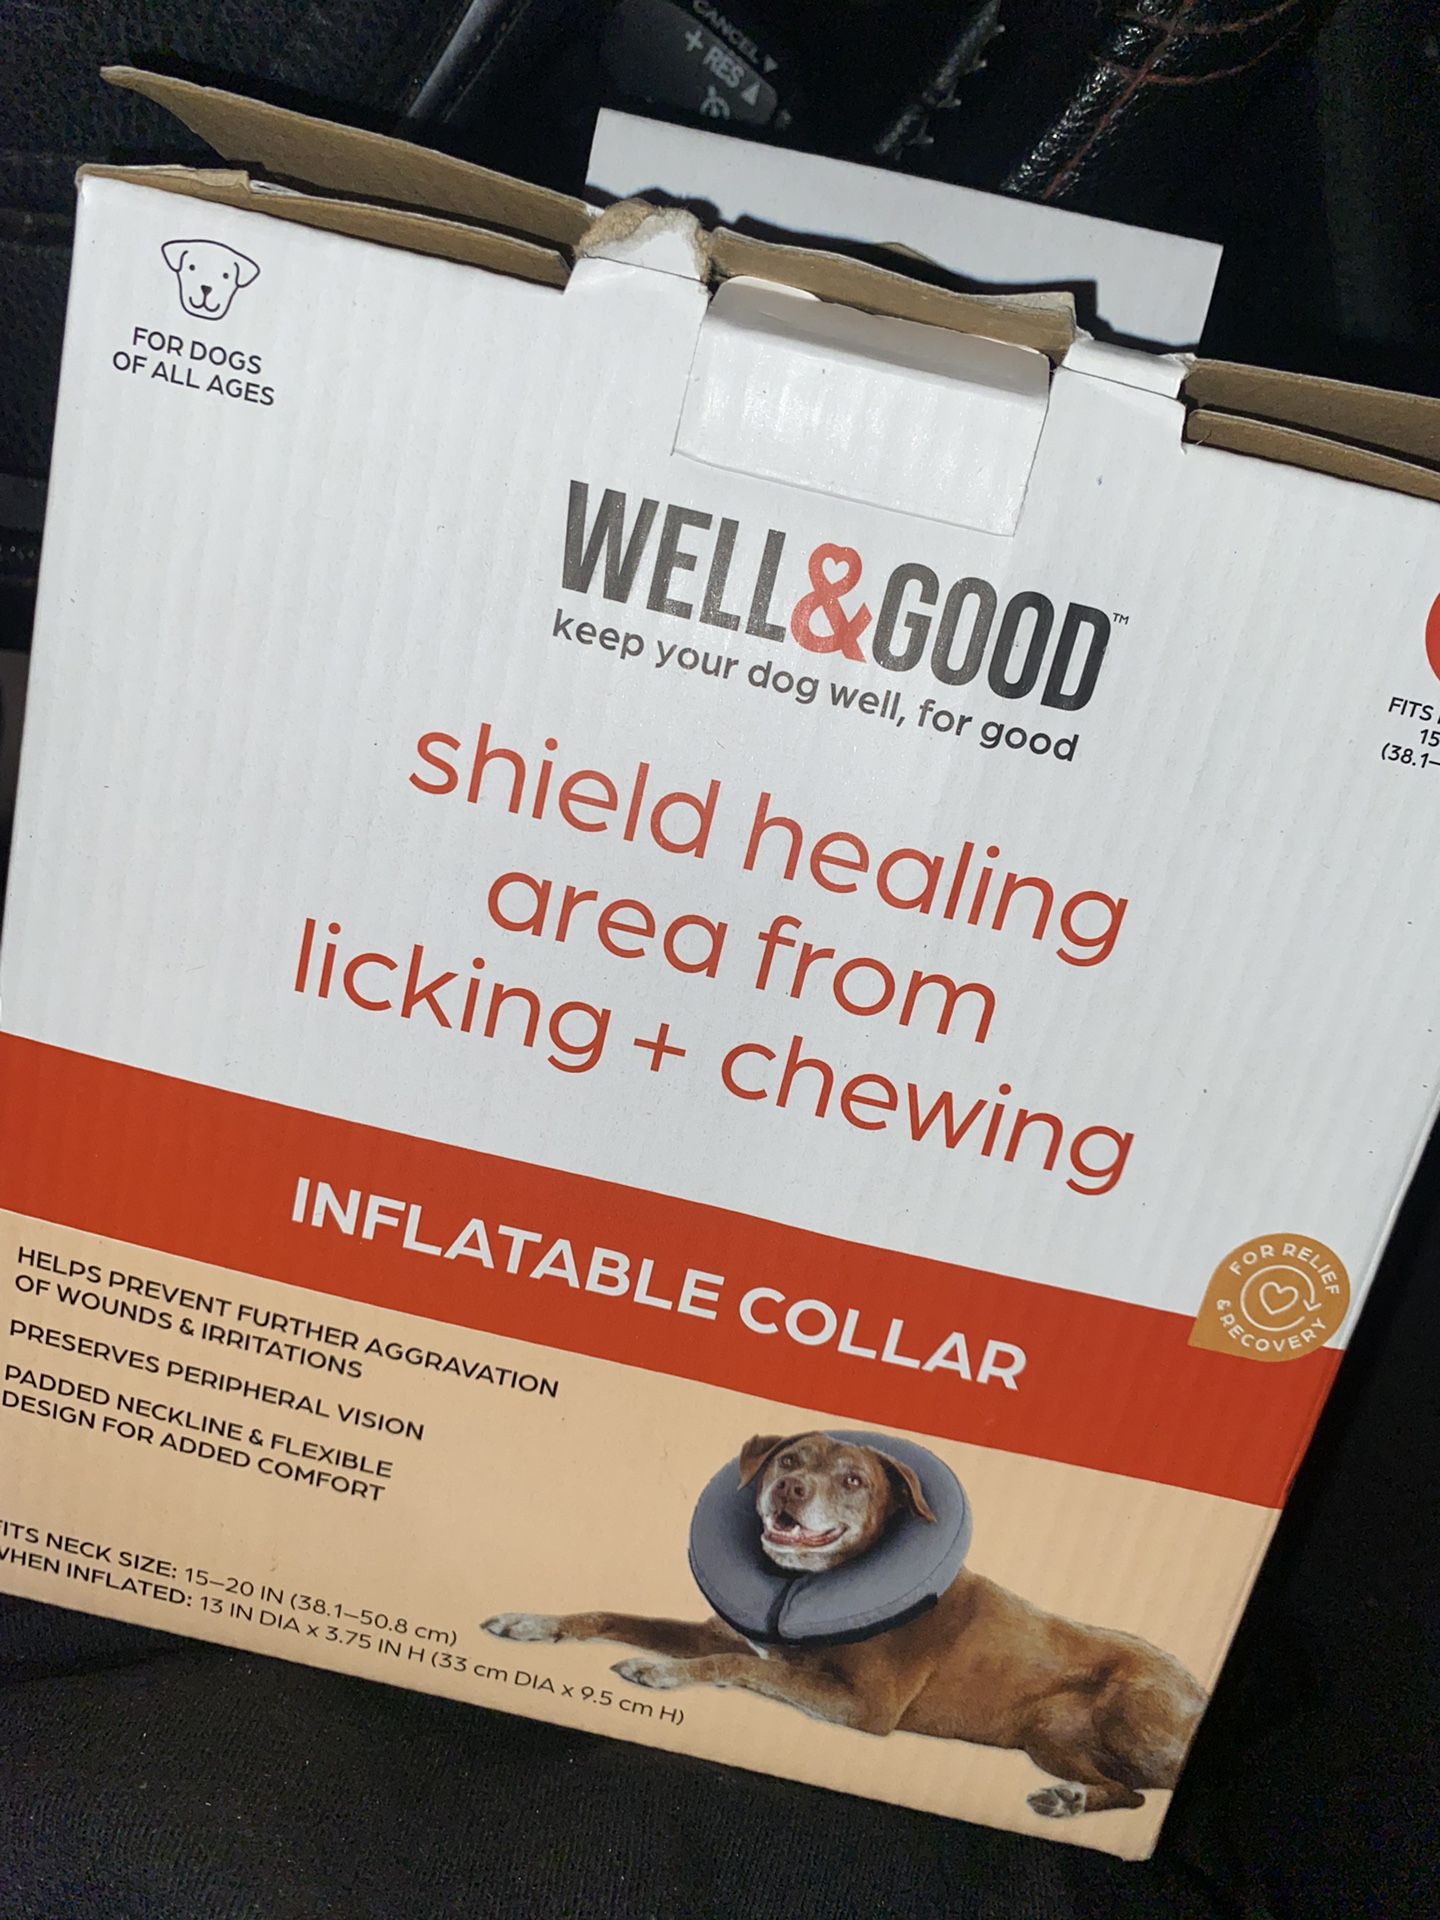 CANCEL ▼
+ RES ▲
FOR DOGS
OF ALL AGES
WELL&GOOD™
keep your dog well, for good
FITS
15
(38.1–
shield healing
area from
licking + chewing
INFLATABLE COLLAR
FOR RELIEF
& RECOVERY
HELPS PREVENT FURTHER AGGRAVATION
OF WOUNDS & IRRITATIONS
PRESERVES PERIPHERAL VISION
PADDED NECKLINE & FLEXIBLE
DESIGN FOR ADDED COMFORT
FITS NECK SIZE: 15–20 IN (38.1–50.8 cm)
WHEN INFLATED: 13 IN DIA x 3.75 IN H (33 cm DIA x 9.5 cm H)